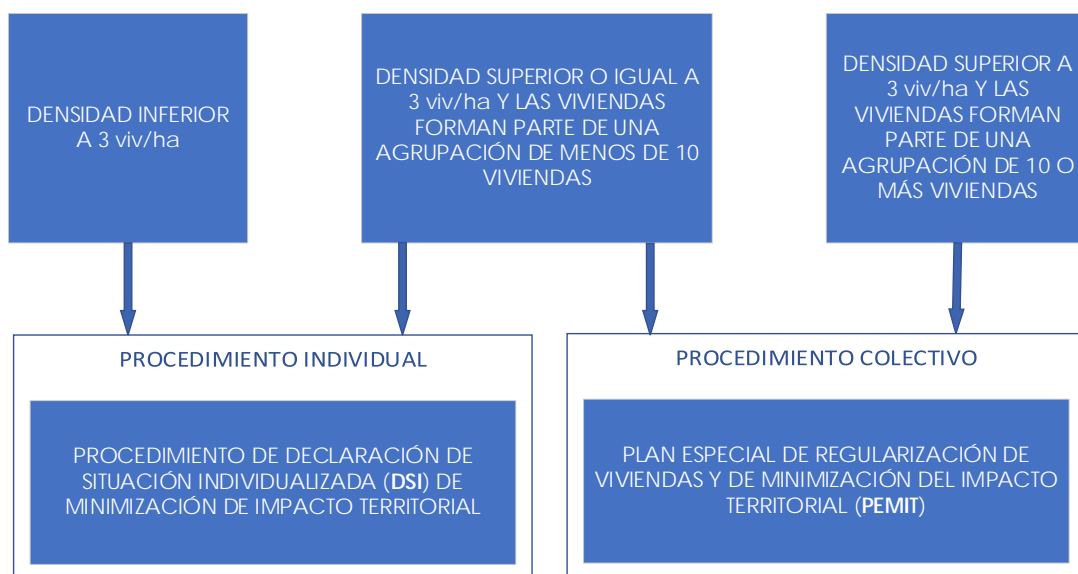 DENSIDAD INFERIOR
A 3 viv/ha
DENSIDAD SUPERIOR O IGUAL A
3 viv/ha Y LAS VIVIENDAS
FORMAN PARTE DE UNA
AGRUPACIÓN DE MENOS DE 10
VIVIENDAS
DENSIDAD SUPERIOR A
3 viv/ha Y LAS
VIVIENDAS FORMAN
PARTE DE UNA
AGRUPACIÓN DE 10 O
MÁS VIVIENDAS
PROCEDIMIENTO INDIVIDUAL
PROCEDIMIENTO DE DECLARACIÓN DE
SITUACIÓN INDIVIDUALIZADA (DSI) DE
MINIMIZACIÓN DE IMPACTO TERRITORIAL
PROCEDIMIENTO COLECTIVO
PLAN ESPECIAL DE REGULARIZACIÓN DE
VIVIENDAS Y DE MINIMIZACIÓN DEL IMPACTO
TERRITORIAL (PEMIT)